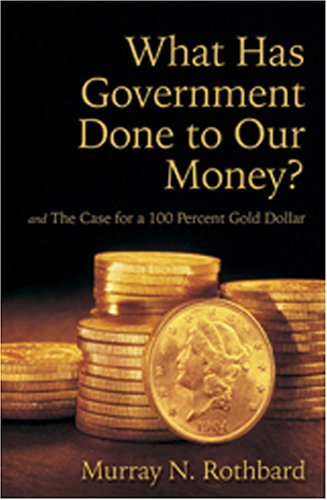 What Has
Government
Done to Our
Money?
and The Case for a 100 Percent Gold Dollar
Murray N. Rothbard